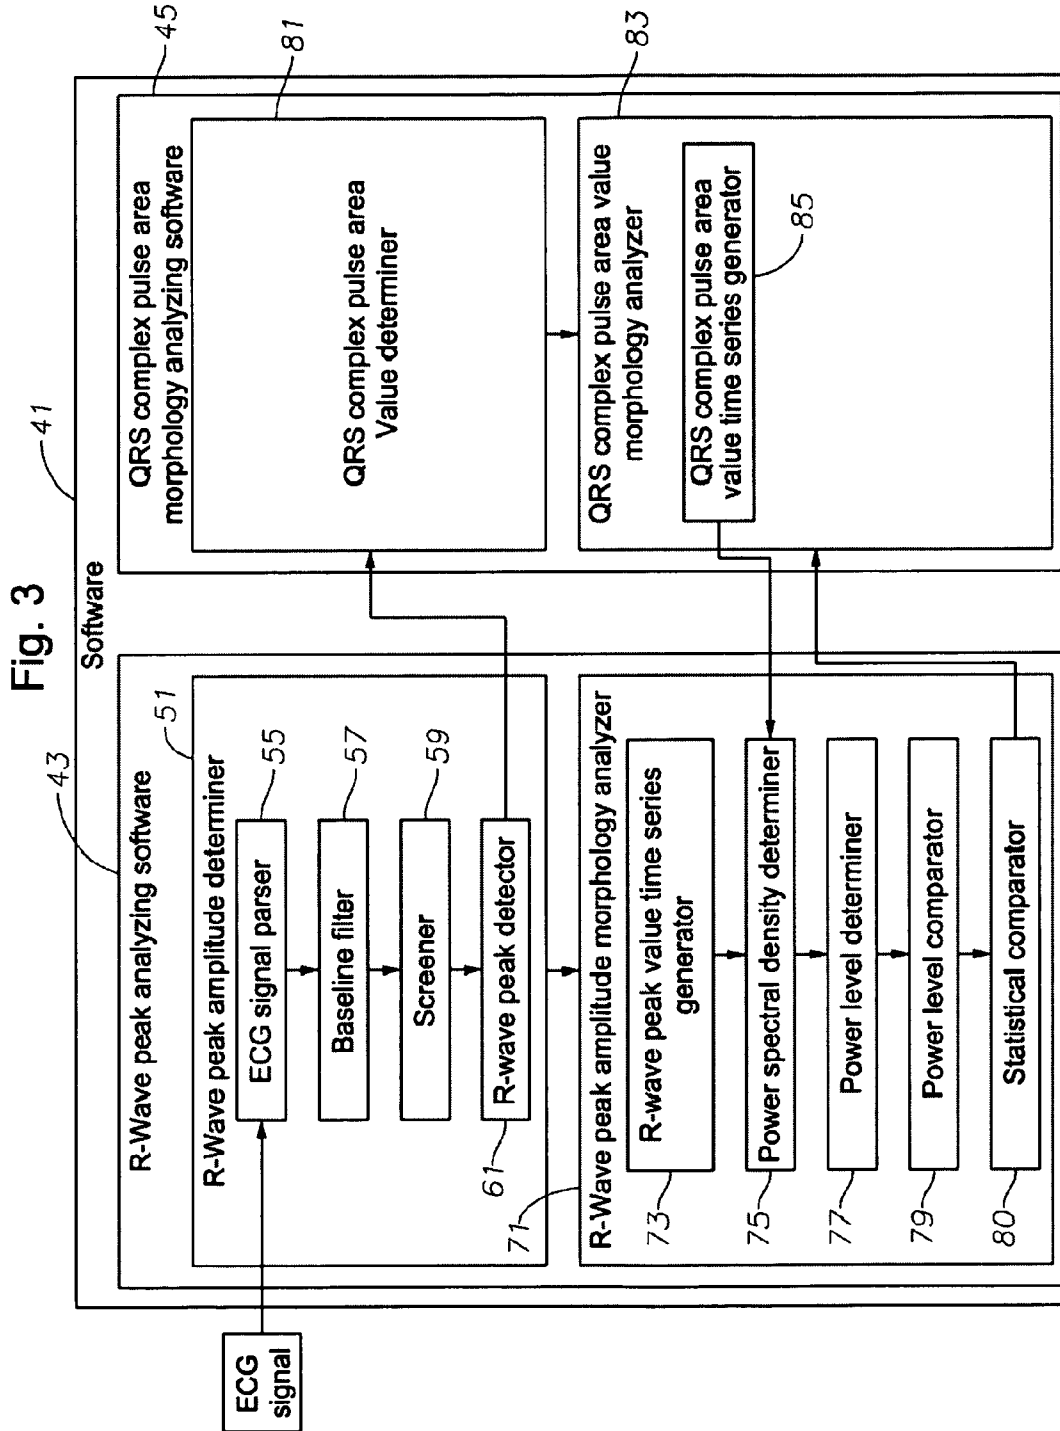 Fig. 3
41
Software
43
R-Wave peak analyzing software
51
R-Wave peak amplitude determiner
ECG
signal
ECG signal parser
55
Baseline filter
57
Screener
59
R-wave peak detector
61
71
R-Wave peak amplitude morphology analyzer
R-wave peak value time series
generator
73
Power spectral density determiner
75
Power level determiner
77
Power level comparator
79
Statistical comparator
80
45
QRS complex pulse area
morphology analyzing software
81
QRS complex pulse area
Value determiner
83
QRS complex pulse area value
morphology analyzer
QRS complex pulse area
value time series generator
85